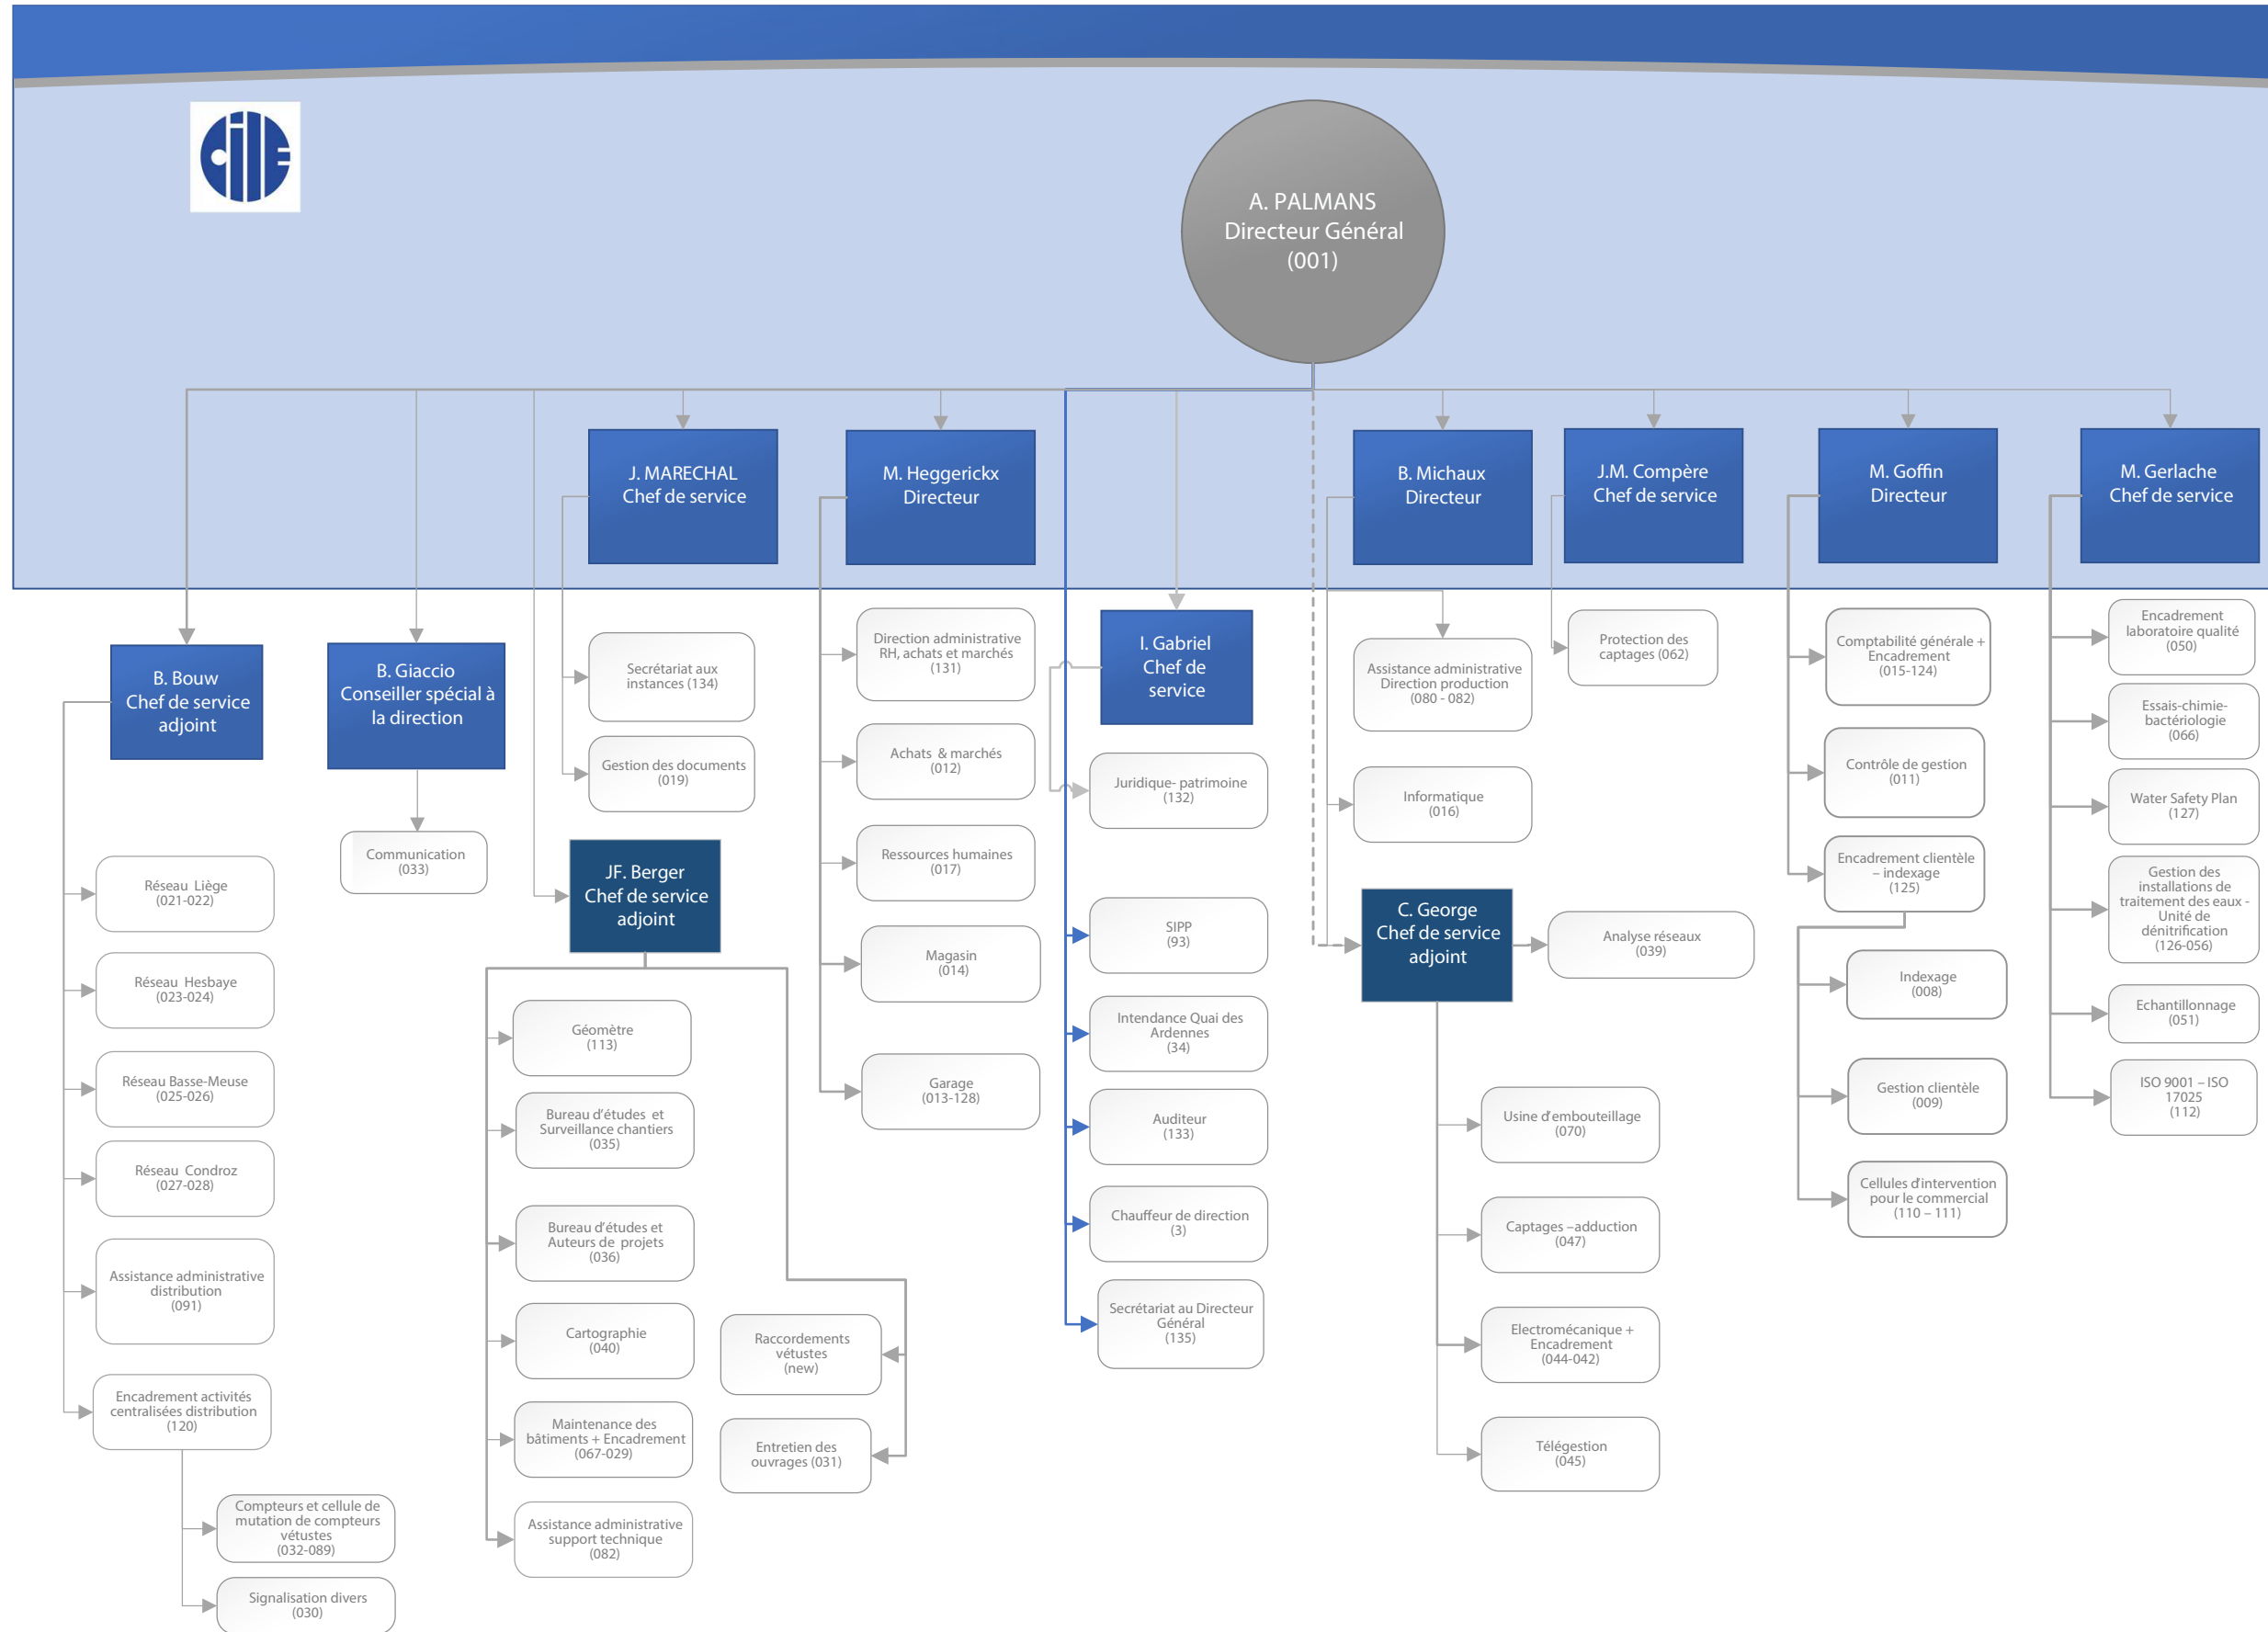 cile
A. PALMANS
Directeur Général
(001)
J. MARECHAL
Chef de service
M. Heggerickx
Directeur
B. Michaux
Directeur
J.M. Compère
Chef de service
M. Goffin
Directeur
M. Gerlache
Chef de service
B. Bouw
Chef de service
adjoint
Réseau Liège
(021-022)
Réseau Hesbaye
(023-024)
Réseau Basse-Meuse
(025-026)
Réseau Condroz
(027-028)
Assistance administrative
distribution
(091)
Encadrement activités
centralisées distribution
(120)
Compteurs et cellule de
mutation de compteurs
vétustes
(032-089)
Signalisation divers
(030)
B. Giaccio
Conseiller spécial à
la direction
Communication
(033)
Secrétariat aux
instances (134)
Gestion des documents
(019)
JF. Berger
Chef de service
adjoint
Géomètre
(113)
Bureau d'études et
Surveillance chantiers
(035)
Bureau d'études et
Auteurs de projets
(036)
Cartographie
(040)
Maintenance des
bâtiments + Encadrement
(067-029)
Assistance administrative
support technique
(082)
Raccordements
vétustes
(new)
Entretien des
ouvrages (031)
Direction administrative
RH, achats et marchés
(131)
Achats & marchés
(012)
Ressources humaines
(017)
Magasin
(014)
Garage
(013-128)
I. Gabriel
Chef de
service
Juridique- patrimoine
(132)
SIPP
(93)
Intendance Quai des
Ardennes
(34)
Auditeur
(133)
Chauffeur de direction
(3)
Secrétariat au Directeur
Général
(135)
Assistance administrative
Direction production
(080 - 082)
Informatique
(016)
C. George
Chef de service
adjoint
Analyse réseaux
(039)
Usine d'embouteillage
(070)
Captages –adduction
(047)
Electromécanique +
Encadrement
(044-042)
Télégestion
(045)
Protection des
captages (062)
Comptabilité générale +
Encadrement
(015-124)
Contrôle de gestion
(011)
Encadrement clientèle
– indexage
(125)
Indexage
(008)
Gestion clientèle
(009)
Cellules d'intervention
pour le commercial
(110 – 111)
Encadrement
laboratoire qualité
(050)
Essais-chimie-
bactériologie
(066)
Water Safety Plan
(127)
Gestion des
installations de
traitement des eaux -
Unité de
dénitrification
(126-056)
Echantillonnage
(051)
ISO 9001 – ISO
17025
(112)